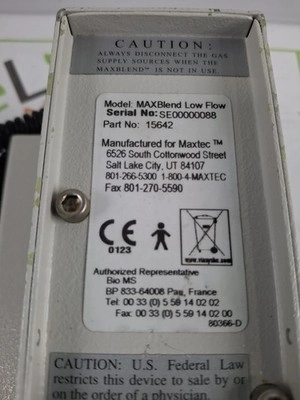 CAUTION:
ALWAYS DISCONNECT THE GAS
SUPPLY SOURCES WHEN THE
MAXBLEND™ IS NOT IN USE.
Model: MAXBlend Low Flow
Serial No: SE00000088
Part No: 15642
Manufactured for Maxtec™
6526 South Cottonwood Street
Salt Lake City, UT 84107
801-266-5300 1-800-4-MAXTEC
Fax 801-270-5590
CE
0123
Authorized Representative
Bio MS
BP 833-64008 Pau, France
Tel: 00 33 (0) 5 59 14 02 02
Fax: 00 33 (0) 5 59 14 02 00
80366-D
CAUTION: U.S. Federal Law
restricts this device to sale by or
on the order of a physician.